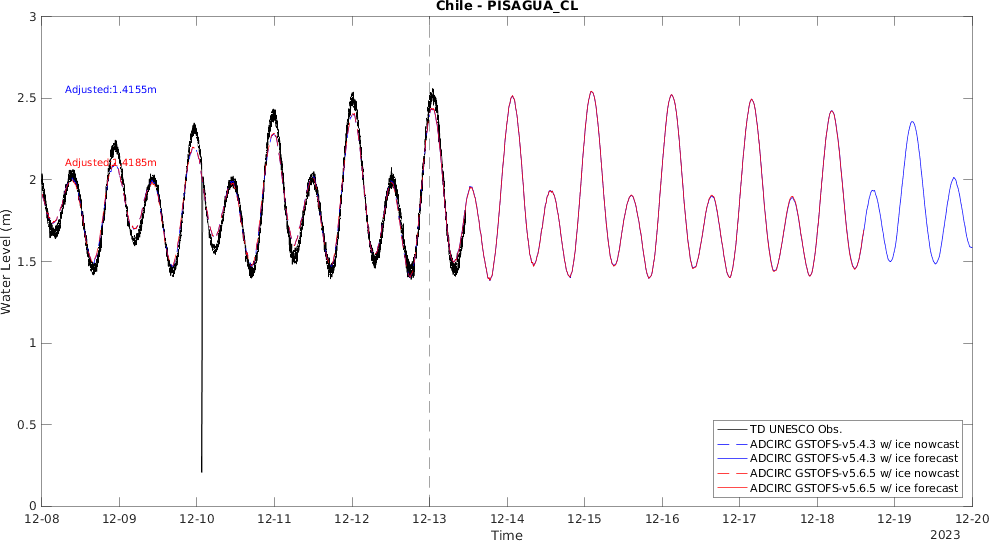 Chile - PISAGUA_CL
3
2.5
2
1.5
1
0.5
0
Water Level (m)
Adjusted:1.4155m
Adjusted:1.4185m
TD UNESCO Obs.
ADCIRC GSTOFS-v5.4.3 w/ ice nowcast
ADCIRC GSTOFS-v5.4.3 w/ ice forecast
ADCIRC GSTOFS-v5.6.5 w/ ice nowcast
ADCIRC GSTOFS-v5.6.5 w/ ice forecast
12-08 12-09 12-10 12-11 12-12 12-13 12-14 12-15 12-16 12-17 12-18 12-19 12-20
Time
2023